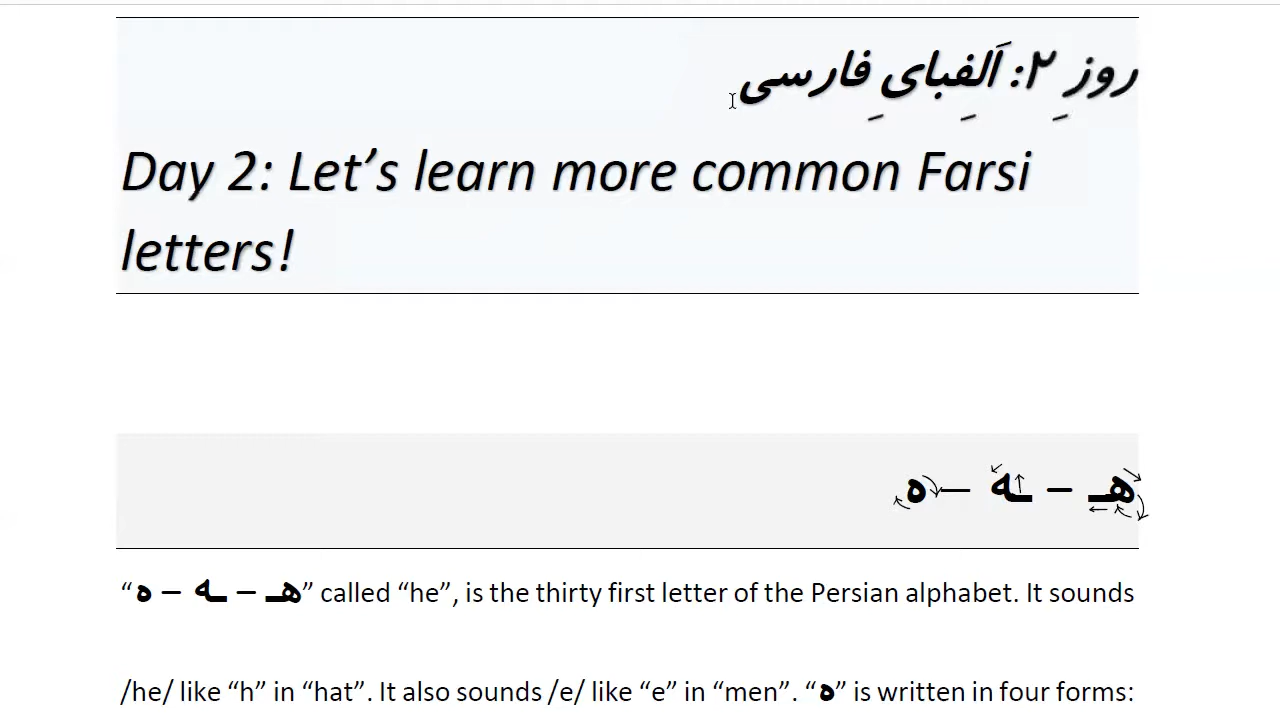 روزِ ۲: اَلِفبایِ فارسی
Day 2: Let’s learn more common Farsi
letters!
هـ – ـه – ه
“هـ – ـه – ه” called “he”, is the thirty first letter of the Persian alphabet. It sounds
/he/ like “h” in “hat”. It also sounds /e/ like “e” in “men”. “ه” is written in four forms: